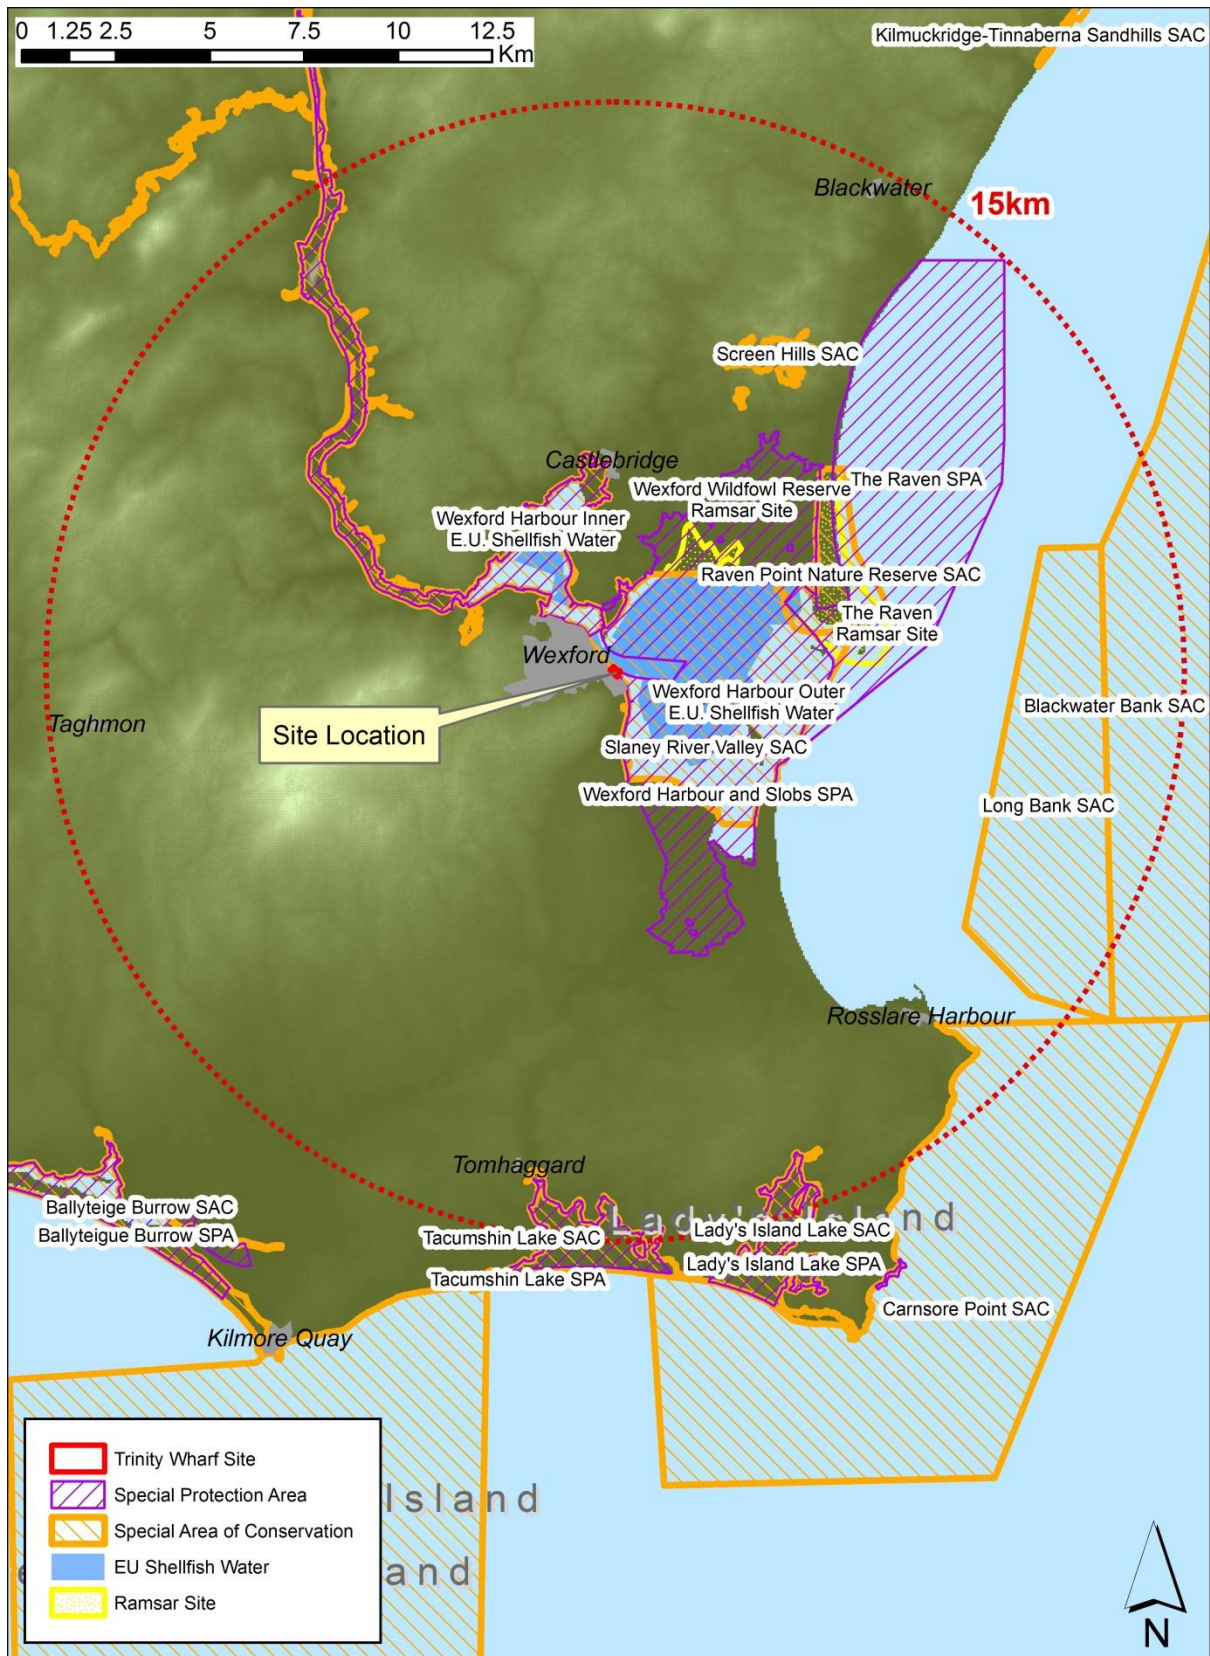 0 1.25 2.5 5 7.5 10 12.5
Km
Kilmuckridge-Tinnaberna Sandhills SAC
Blackwater
15km
Screen Hills SAC
Castlebridge
The Raven SPA
Wexford Wildfowl Reserve
Ramsar Site
Wexford Harbour Inner
E.U. Shellfish Water
Raven Point Nature Reserve SAC
The Raven
Ramsar Site
Wexford
Wexford Harbour Outer
E.U. Shellfish Water
Blackwater Bank SAC
Taghmon
Site Location
Slaney River Valley SAC
Wexford Harbour and Slobs SPA
Long Bank SAC
Rosslare Harbour
Tomhaggard
Ballyteige Burrow SAC
Ballyteigue Burrow SPA
Lady's Island
Tacumshin Lake SAC
Lady's Island Lake SAC
Tacumshin Lake SPA
Lady's Island Lake SPA
Carnsore Point SAC
Kilmore Quay
Trinity Wharf Site
Special Protection Area
Island
Special Area of Conservation
EU Shellfish Water
and
Ramsar Site
N